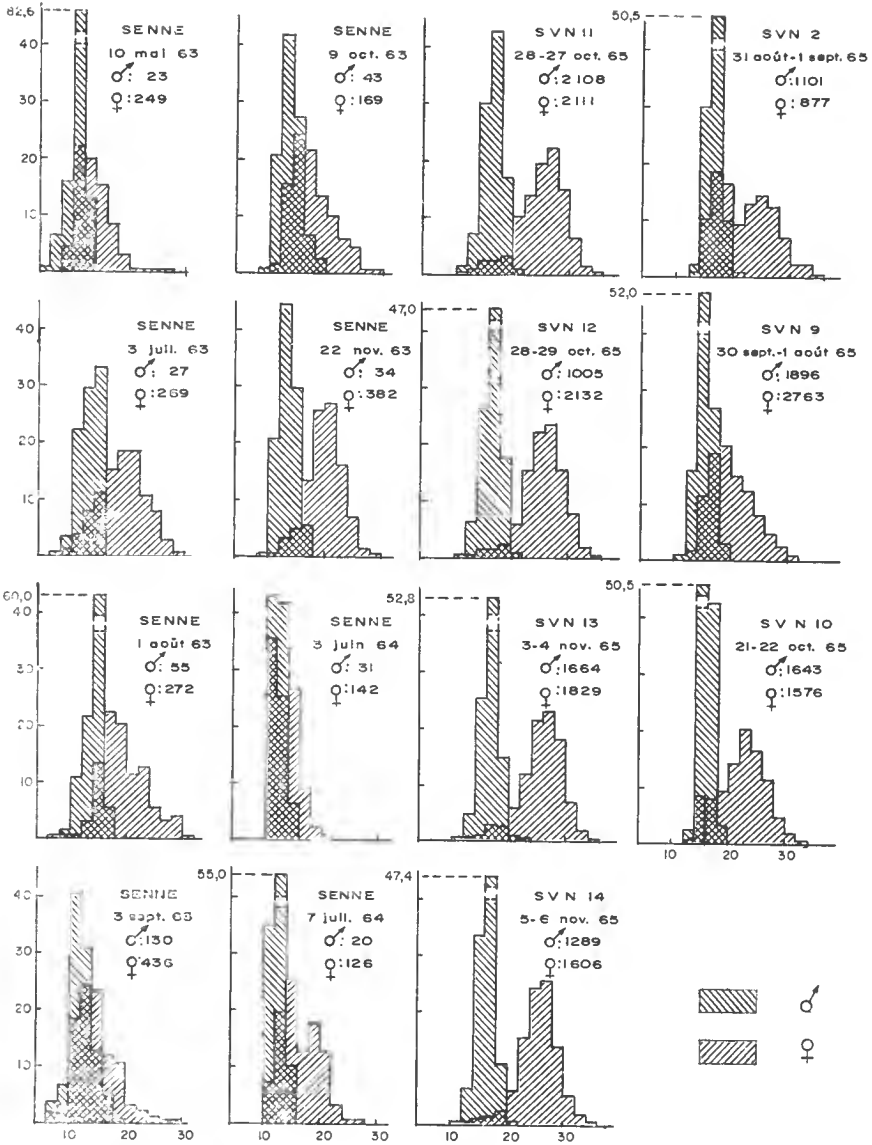 82,6
40
30
20
10
SENNE
10 mai 63
♂: 23
♀:249
SENNE
9 oct. 63
♂: 43
♀:169
SVN 11
28-27 oct. 65
♂:2108
♀:2111
50,5
SVN 2
31 août-1 sept. 65
♂:1101
♀:877
40
30
20
10
SENNE
3 juil. 63
♂: 27
♀:269
SENNE
22 nov. 63
♂: 34
♀:382
47,0
SVN 12
28-29 oct. 65
♂:1005
♀:2132
52,0
SVN 9
30 sept.-1 août 65
♂:1896
♀:2763
60,0
40
30
20
10
SENNE
1 août 63
♂: 55
♀:272
SENNE
3 juin 64
♂: 31
♀:142
30
52,8
SVN 13
3-4 nov. 65
♂:1664
♀:1829
50,5
SVN 10
21-22 oct. 65
♂:1643
♀:1576
10 20 30
40
30
20
10
SENNE
3 sept. 63
♂:130
♀:436
10 20 30
55,0
SENNE
7 juil. 64
♂: 20
♀:126
10 20 30
47,4
SVN 14
5-6 nov. 65
♂:1289
♀:1606
10 20 30
♂
♀